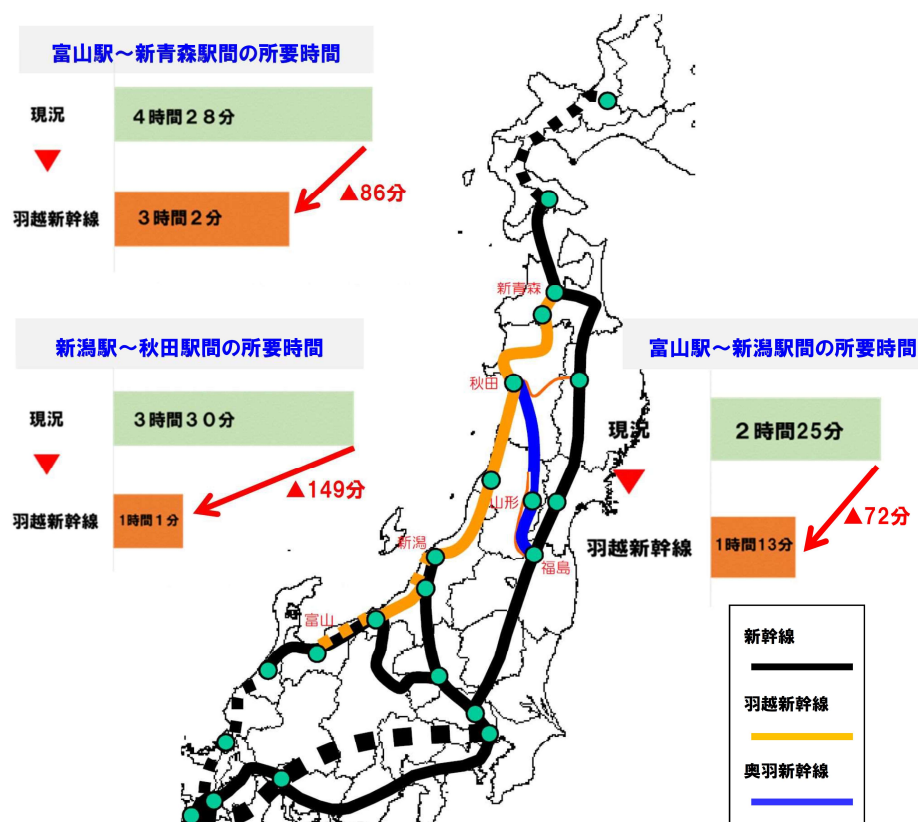 富山駅～新青森駅間の所要時間
現況
4時間28分
▲86分
羽越新幹線
3時間2分
新潟駅～秋田駅間の所要時間
現況
3時間30分
▲149分
羽越新幹線
1時間1分
富山駅～新潟駅間の所要時間
現況
2時間25分
▲72分
羽越新幹線
1時間13分
新青森
秋田
山形
新潟
福島
富山
新幹線
羽越新幹線
奥羽新幹線